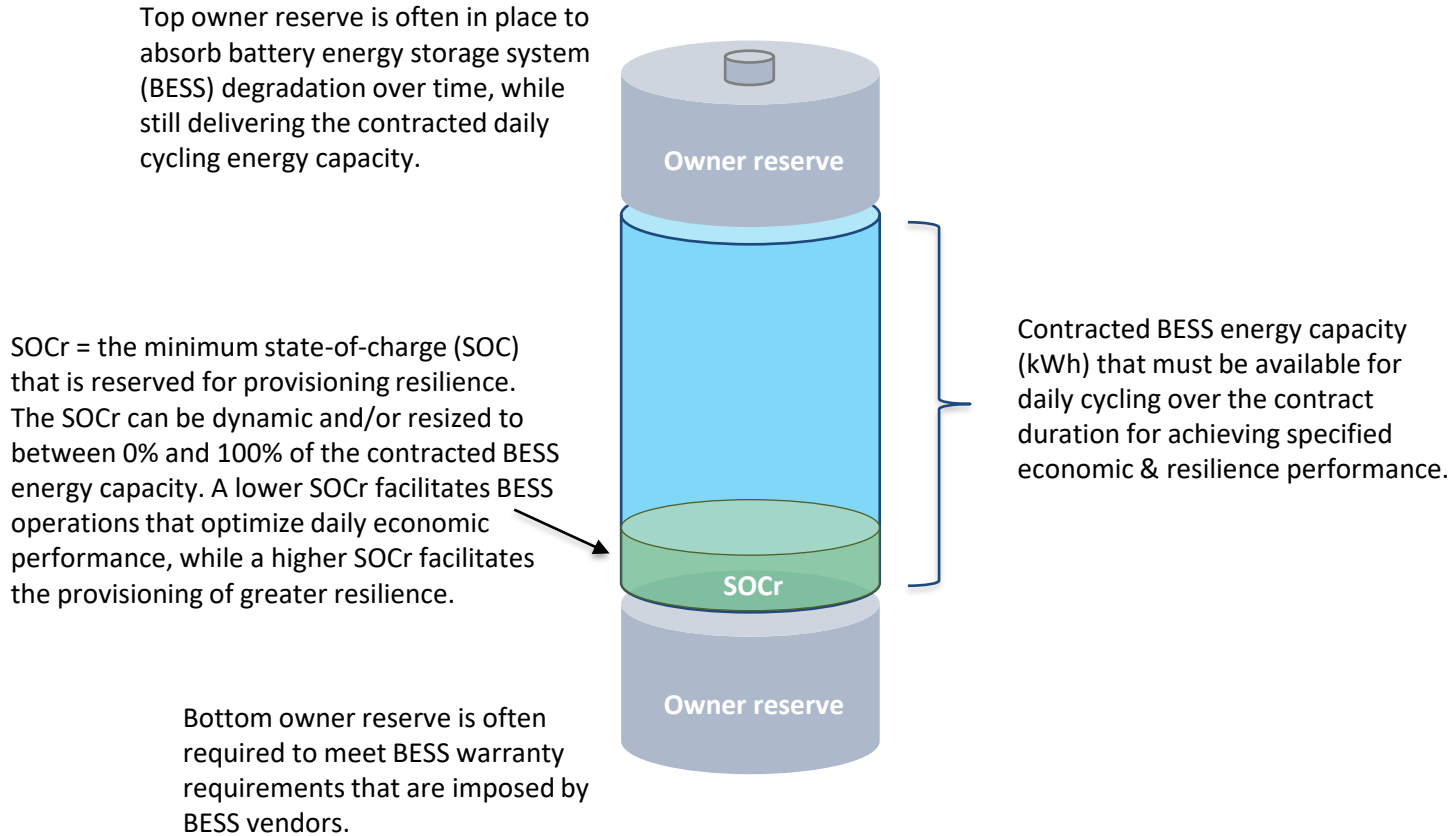 Top owner reserve is often in place to
absorb battery energy storage system
(BESS) degradation over time, while
still delivering the contracted daily
cycling energy capacity.
Owner reserve
SOCr = the minimum state-of-charge (SOC)
that is reserved for provisioning resilience.
The SOCr can be dynamic and/or resized to
between 0% and 100% of the contracted BESS
energy capacity. A lower SOCr facilitates BESS
operations that optimize daily economic
performance, while a higher SOCr facilitates
the provisioning of greater resilience.
Contracted BESS energy capacity
(kWh) that must be available for
daily cycling over the contract
duration for achieving specified
economic & resilience performance.
SOCr
Owner reserve
Bottom owner reserve is often
required to meet BESS warranty
requirements that are imposed by
BESS vendors.